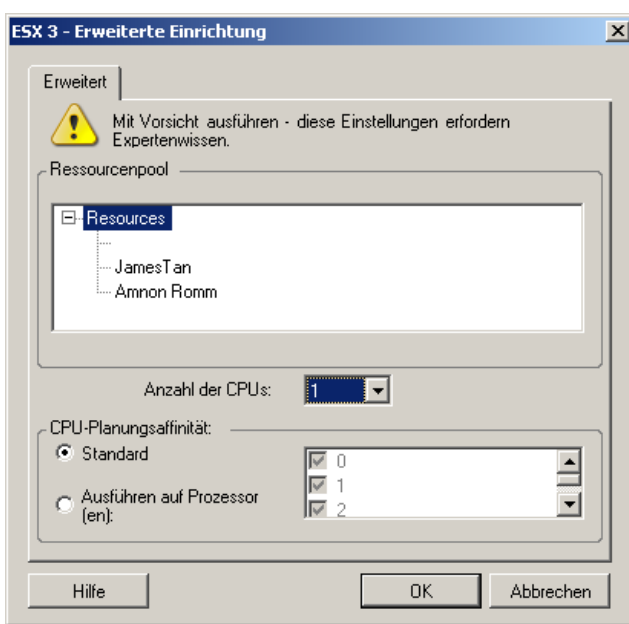 ESX 3 - Erweiterte Einrichtung
Erweitert
Mit Vorsicht ausführen - diese Einstellungen erfordern
Expertenwissen.
Ressourcenpool
Resources
JamesTan
Amnon Romm
Anzahl der CPUs: 1
CPU-Planungsaffinität:
Standard
0
1
Ausführen auf Prozessor
(en):
2
Hilfe OK Abbrechen